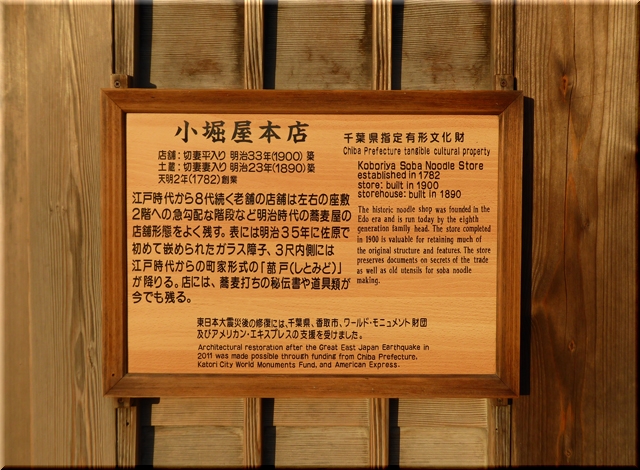 小堀屋本店
店舗：切妻平入り 明治33年(1900) 築
土蔵：切妻妻入り 明治23年(1890) 築
天明2年(1782)創業
千葉県指定有形文化財
Chiba Prefecture tangible cultural property
Koboriya Soba Noodle Store
established in 1782
store: built in 1900
storehouse: built in 1890
江戸時代から8代続く老舗の店舗は左右の座敷
2階への急勾配な階段など明治時代の蕎麦屋の
店舗形態をよく残す。表には明治35年に佐原で
初めて嵌められたガラス障子、3尺内側には
江戸時代からの町家形式の「蔀戸(しとみど)」
が降りる。店には、蕎麦打ちの秘伝書や道具類が
今でも残る。
The historic noodle shop was founded in the
Edo era and is run today by the eighth
generation family head. The store completed
in 1900 is valuable for retaining much of
the original structure and features. The store
preserves documents on secrets of the trade
as well as old utensils for soba noodle
making.
東日本大震災後の修復には、千葉県、香取市、ワールド・モニュメント財団
及びアメリカン・エキスプレスの支援を受けました。
Architectural restoration after the Great East Japan Earthquake in
2011 was made possible through funding from Chiba Prefecture,
Katori City World Monuments Fund, and American Express.